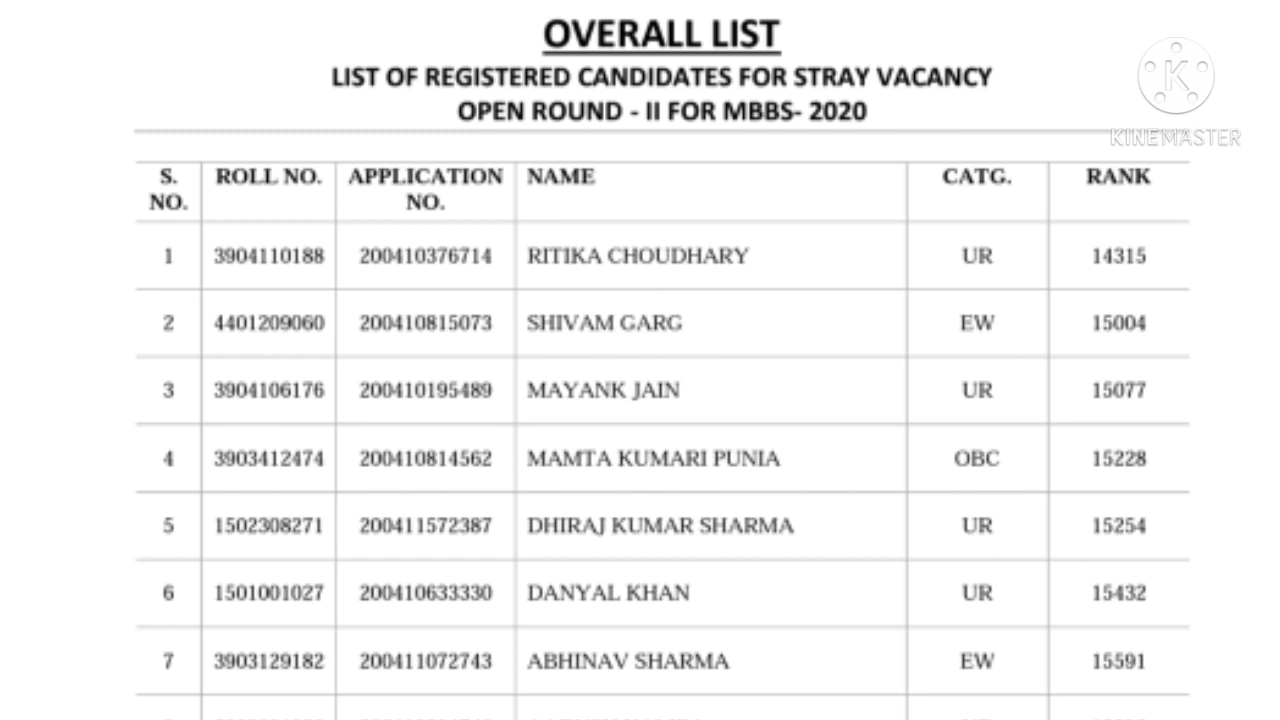 OVERALL LIST
LIST OF REGISTERED CANDIDATES FOR STRAY VACANCY
OPEN ROUND - II FOR MBBS- 2020
K
KINEMASTER
S. NO. ROLL NO. APPLICATION NO. NAME CATG. RANK
1 3904110188 200410376714 RITIKA CHOUDHARY UR 14315
2 4401209060 200410815073 SHIVAM GARG EW 15004
3 3904106176 200410195489 MAYANK JAIN UR 15077
4 3903412474 200410814562 MAMTA KUMARI PUNIA OBC 15228
5 1502308271 200411572387 DHIRAJ KUMAR SHARMA UR 15254
6 1501001027 200410633330 DANYAL KHAN UR 15432
7 3903129182 200411072743 ABHINAV SHARMA EW 15591